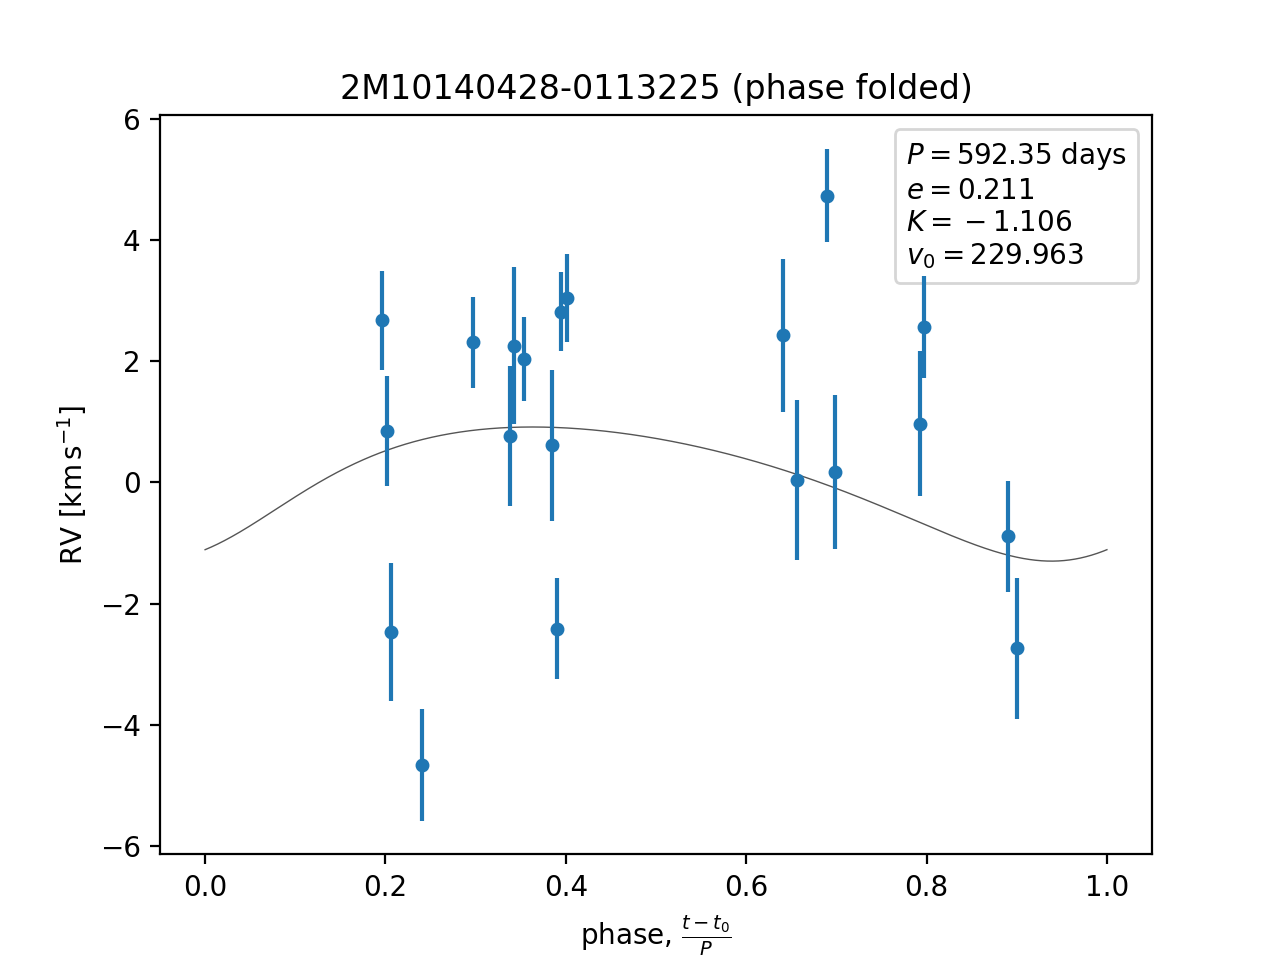 2M10140428-0113225 (phase folded)
P = 592.35 days
e = 0.211
K = −1.106
v₀ = 229.963
RV [km s⁻¹]
6
4
2
0
−2
−4
−6
0.0 0.2 0.4 0.6 0.8 1.0
phase, (t − t₀)/P